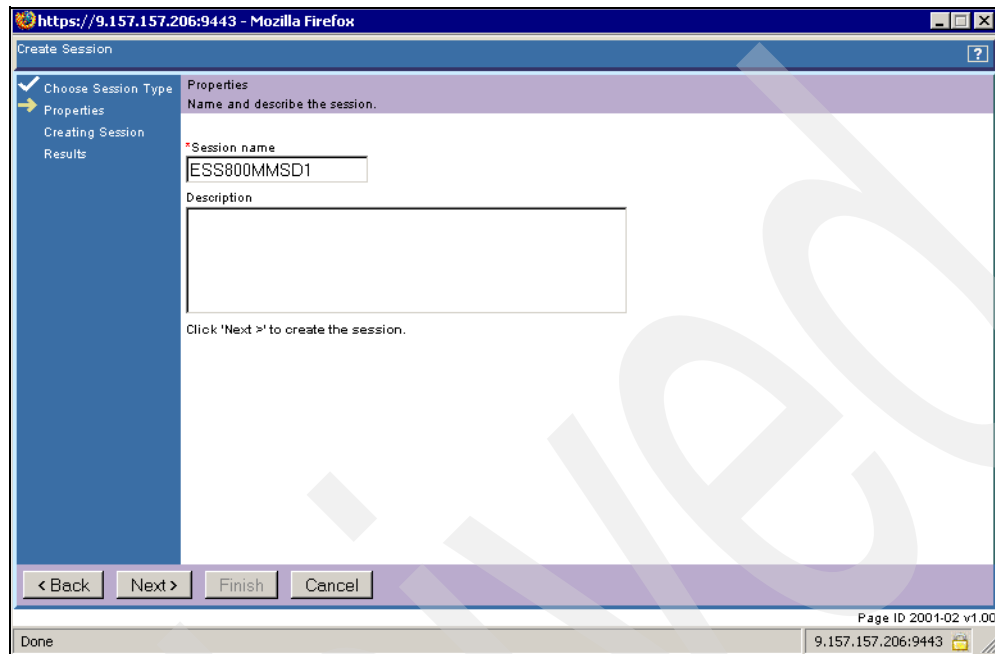 https://9.157.157.206:9443 - Mozilla Firefox
Create Session
?
Choose Session Type
Properties
Creating Session
Results
Properties
Name and describe the session.
*Session name
ESS800MMSD1
Description
Click 'Next >' to create the session.
< Back
Next >
Finish
Cancel
Page ID 2001-02 v1.00
Done
9.157.157.206:9443